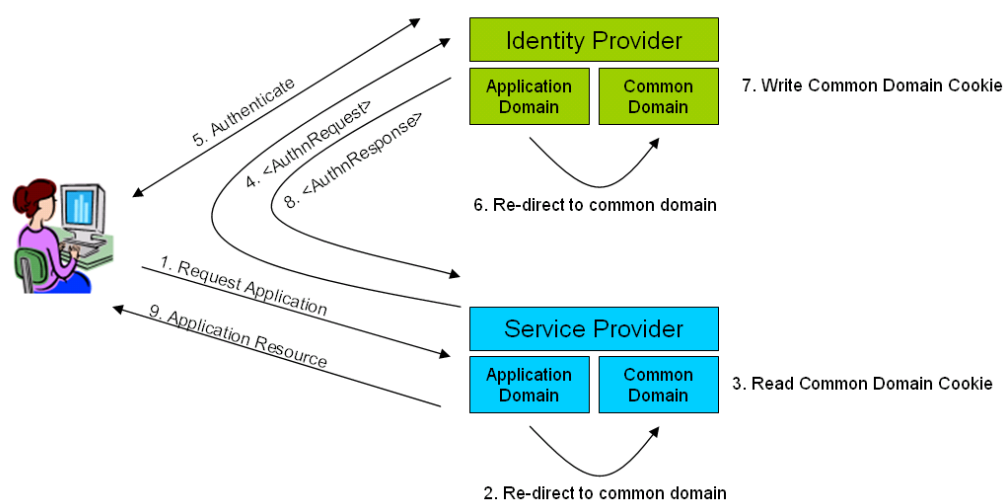 Identity Provider
Application
Domain
Common
Domain
7. Write Common Domain Cookie
5. Authenticate
4. <AuthnRequest>
8. <AuthnResponse>
6. Re-direct to common domain
1. Request Application
9. Application Resource
Service Provider
Application
Domain
Common
Domain
3. Read Common Domain Cookie
2. Re-direct to common domain